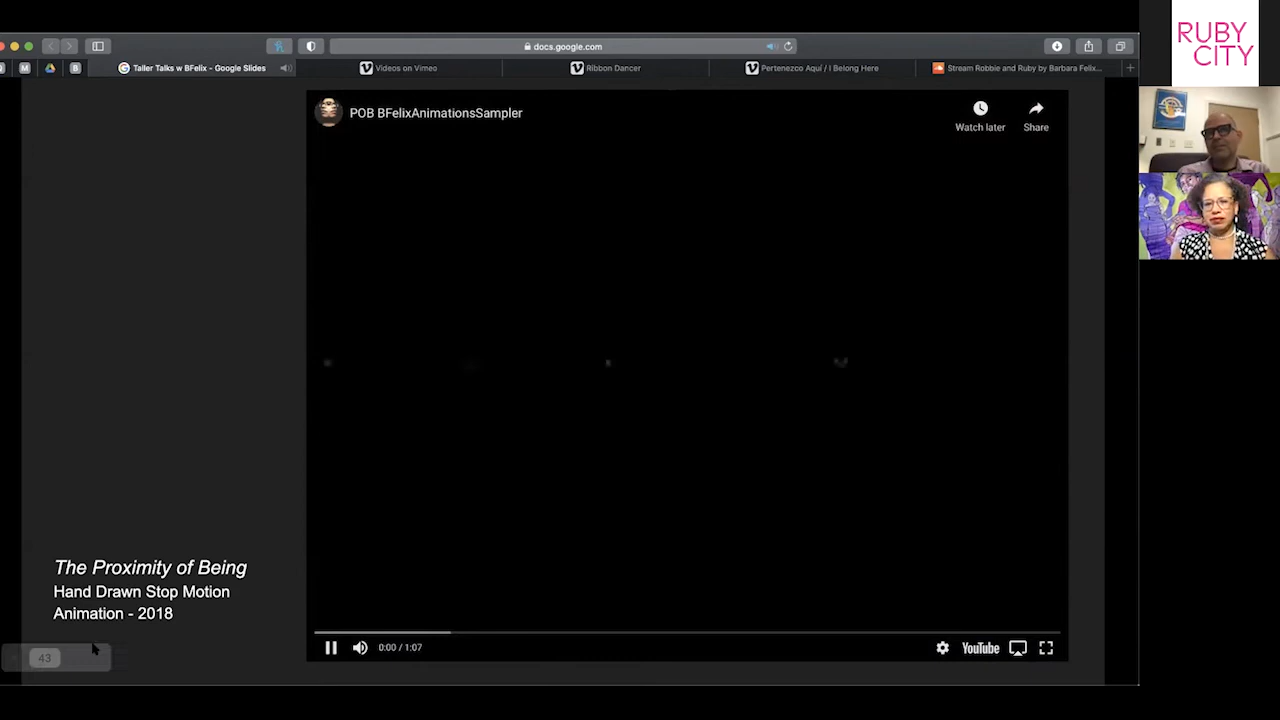 RUBY
CITY
docs.google.com
M
B
Tailer Talks w BFelix - Google Slides
Videos on Vimeo
Ribbon Dancer
Pertenezco Aquí / I Belong Here
Stream Robbie and Ruby by Barbara Felix...
POB BFelixAnimationsSampler
Watch later
Share
The Proximity of Being
Hand Drawn Stop Motion
Animation - 2018
43
0:00 / 1:07
YouTube